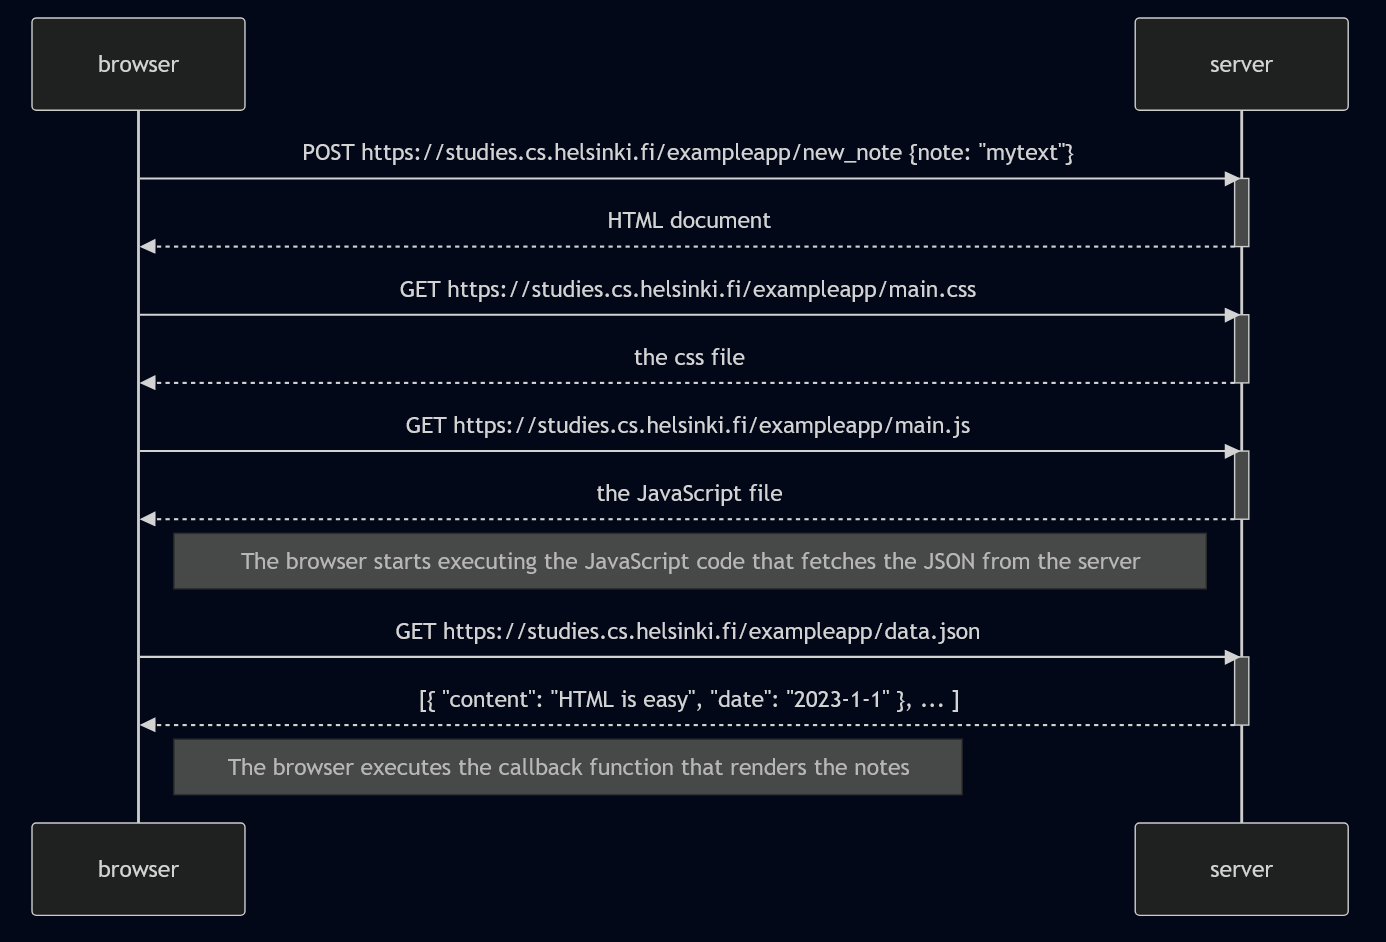 browser
server
POST https://studies.cs.helsinki.fi/exampleapp/new_note {note: "mytext"}
HTML document
GET https://studies.cs.helsinki.fi/exampleapp/main.css
the css file
GET https://studies.cs.helsinki.fi/exampleapp/main.js
the JavaScript file
The browser starts executing the JavaScript code that fetches the JSON from the server
GET https://studies.cs.helsinki.fi/exampleapp/data.json
[{ "content": "HTML is easy", "date": "2023-1-1" }, ... ]
The browser executes the callback function that renders the notes
browser
server